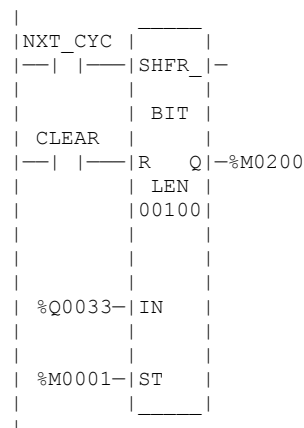 NXT_CYC
SHFR_
BIT
CLEAR
R Q %M0200
LEN
00100
%Q0033 IN
%M0001 ST